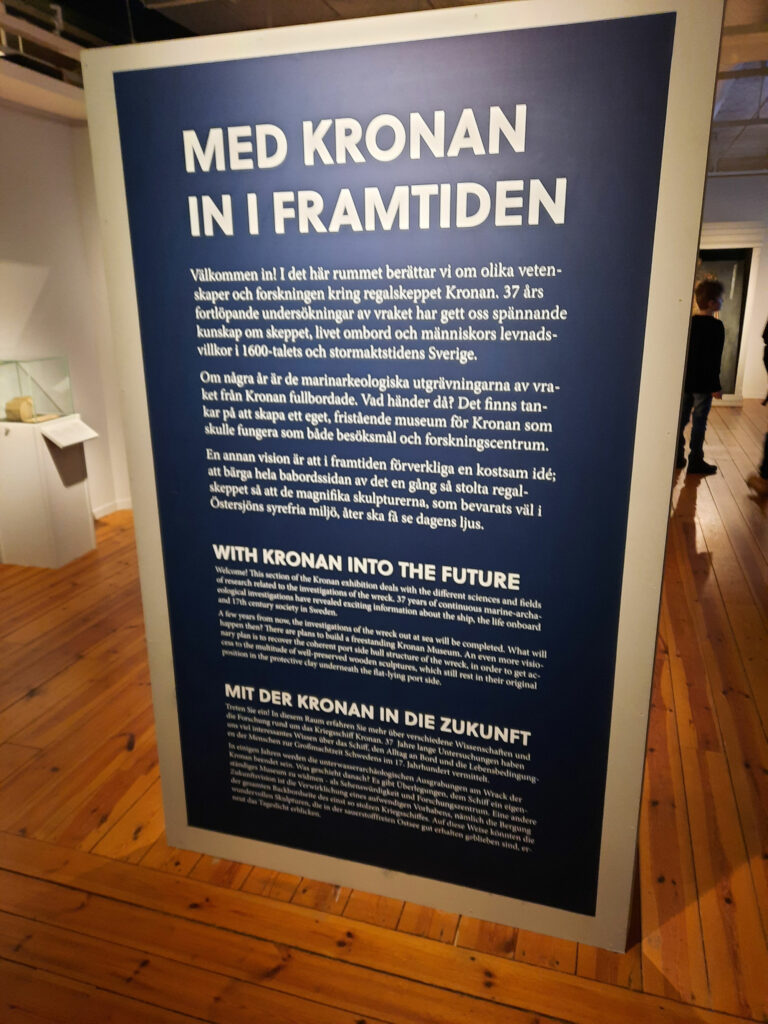 MED KRONAN
IN I FRAMTIDEN
Välkommen in! I det här rummet berättar vi om olika veten-
skaper och forskningen kring regalskeppet Kronan. 37 års
fortlöpande undersökningar av vraket har gett oss spännande
kunskap om skeppet, livet ombord och människors levnads-
villkor i 1600-talets och stormaktstidens Sverige.
Om några år är de marinarkeologiska utgrävningarna av vra-
ket från Kronan fullbordade. Vad händer då? Det finns tan-
kar på att skapa ett eget, fristående museum för Kronan som
skulle fungera som både besöksmål och forskningscentrum.
En annan vision är att i framtiden förverkliga en kostsam idé;
att bärga hela babordssidan av det en gång så stolta regal-
skeppet så att de magnifika skulpturerna, som bevarats väl i
Östersjöns syrefria miljö, åter ska få se dagens ljus.
WITH KRONAN INTO THE FUTURE
Welcome! This section of the Kronan exhibition deals with the different sciences and fields
of research related to the investigations of the wreck. 37 years of continuous marine-archa-
eological investigations have revealed exciting information about the ship, the life onboard
and 17th century society in Sweden.
A few years from now, the investigations of the wreck out at sea will be completed. What will
happen then? There are plans to build a freestanding Kronan Museum. An even more visio-
nary plan is to recover the coherent port side hull structure of the wreck, in order to get ac-
cess to the multitude of well-preserved wooden sculptures, which still rest in their original
position in the protective clay underneath the flat-lying port side.
MIT DER KRONAN IN DIE ZUKUNFT
Treten Sie ein! In diesem Raum erfahren Sie mehr über verschiedene Wissenschaften und
die Forschung rund um das Kriegsschiff Kronan. 37 Jahre lange Untersuchungen haben
uns viel interessantes Wissen über das Schiff, den Alltag an Bord und die Lebensbedingung-
en der Menschen zur Großmachtzeit Schwedens im 17. Jahrhundert vermittelt.
In einigen Jahren werden die unterwasserarchäologischen Ausgrabungen am Wrack der
Kronan beendet sein. Was geschieht danach? Es gibt Überlegungen, dem Schiff ein eigen-
ständiges Museum zu widmen - als Sehenswürdigkeit und Forschungszentrum. Eine andere
Zukunftsvision ist die Verwirklichung eines aufwendigen Vorhabens, nämlich die Bergung
der gesamten Backbordseite des einst so stolzen Kriegsschiffes. Auf diese Weise könnten die
wundervollen Skulpturen, die in der sauerstofffreien Ostsee gut erhalten geblieben sind, er-
neut das Tageslicht erblicken.